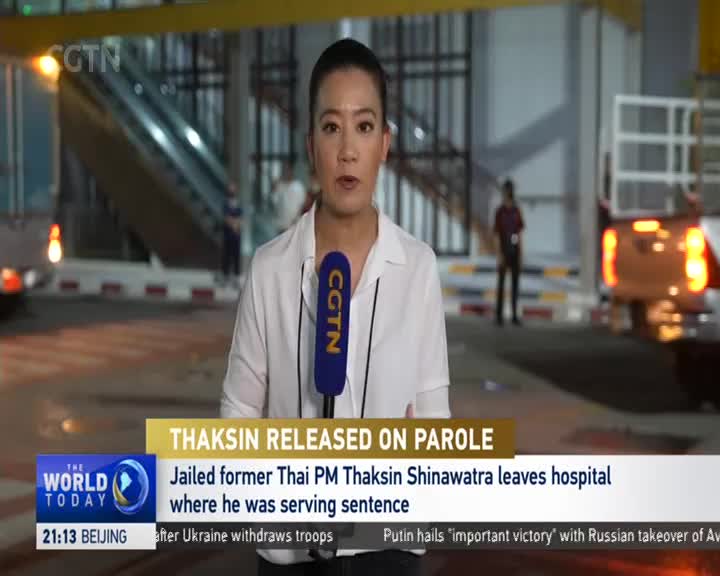 CGTN
CGTN
THAKSIN RELEASED ON PAROLE
Jailed former Thai PM Thaksin Shinawatra leaves hospital
where he was serving sentence
THE
WORLD
TODAY
21:13 BEIJING
after Ukraine withdraws troops Putin hails "important victory" with Russian takeover of Av